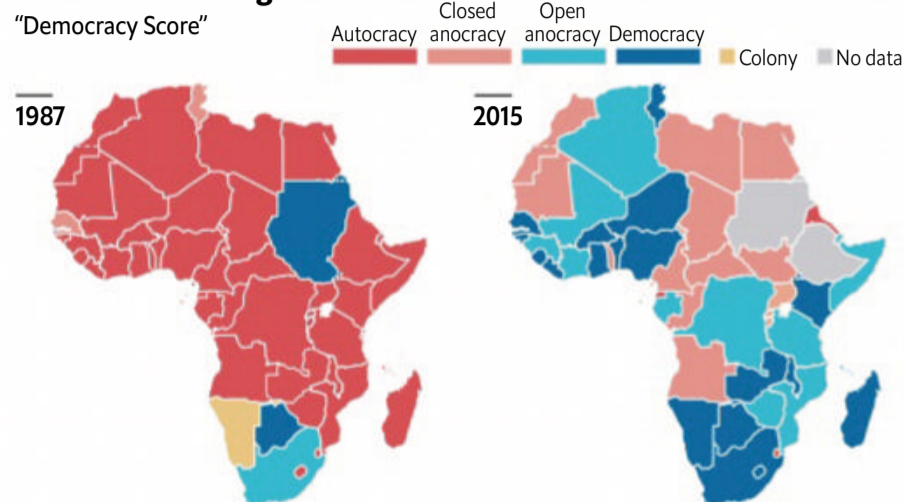 “Democracy Score”
Autocracy
Closed
anocracy
Open
anocracy
Democracy
Colony
No data
1987
2015